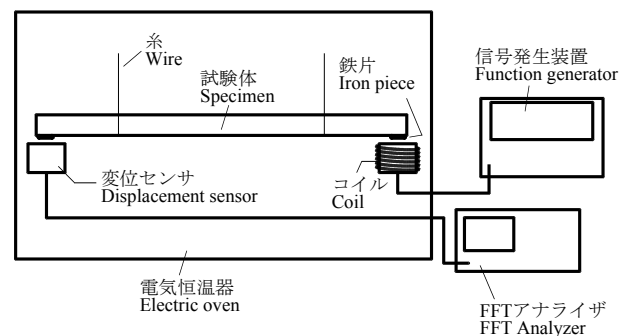 糸
Wire
試験体
Specimen
鉄片
Iron piece
信号発生装置
Function generator
変位センサ
Displacement sensor
コイル
Coil
電気恒温器
Electric oven
FFTアナライザ
FFT Analyzer